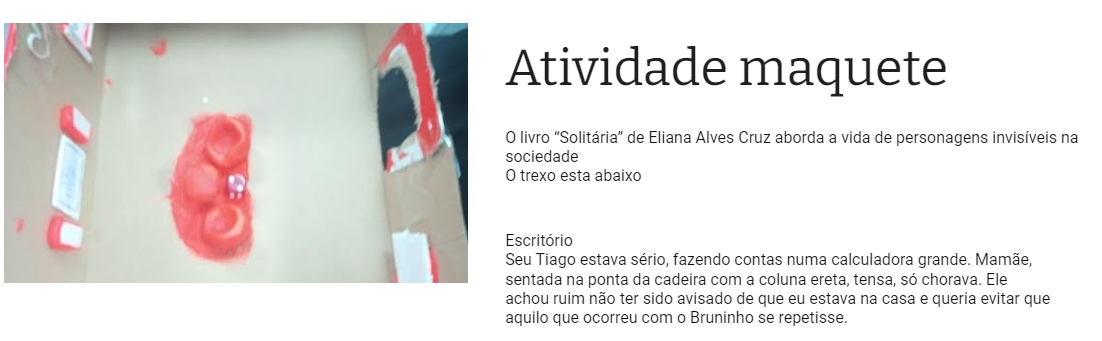 Atividade maquete
O livro “Solitária” de Eliana Alves Cruz aborda a vida de personagens invisíveis na
sociedade
O trexo esta abaixo
Escritório
Seu Tiago estava sério, fazendo contas numa calculadora grande. Mamãe,
sentada na ponta da cadeira com a coluna ereta, tensa, só chorava. Ele
achou ruim não ter sido avisado de que eu estava na casa e queria evitar que
aquilo que ocorreu com o Bruninho se repetisse.